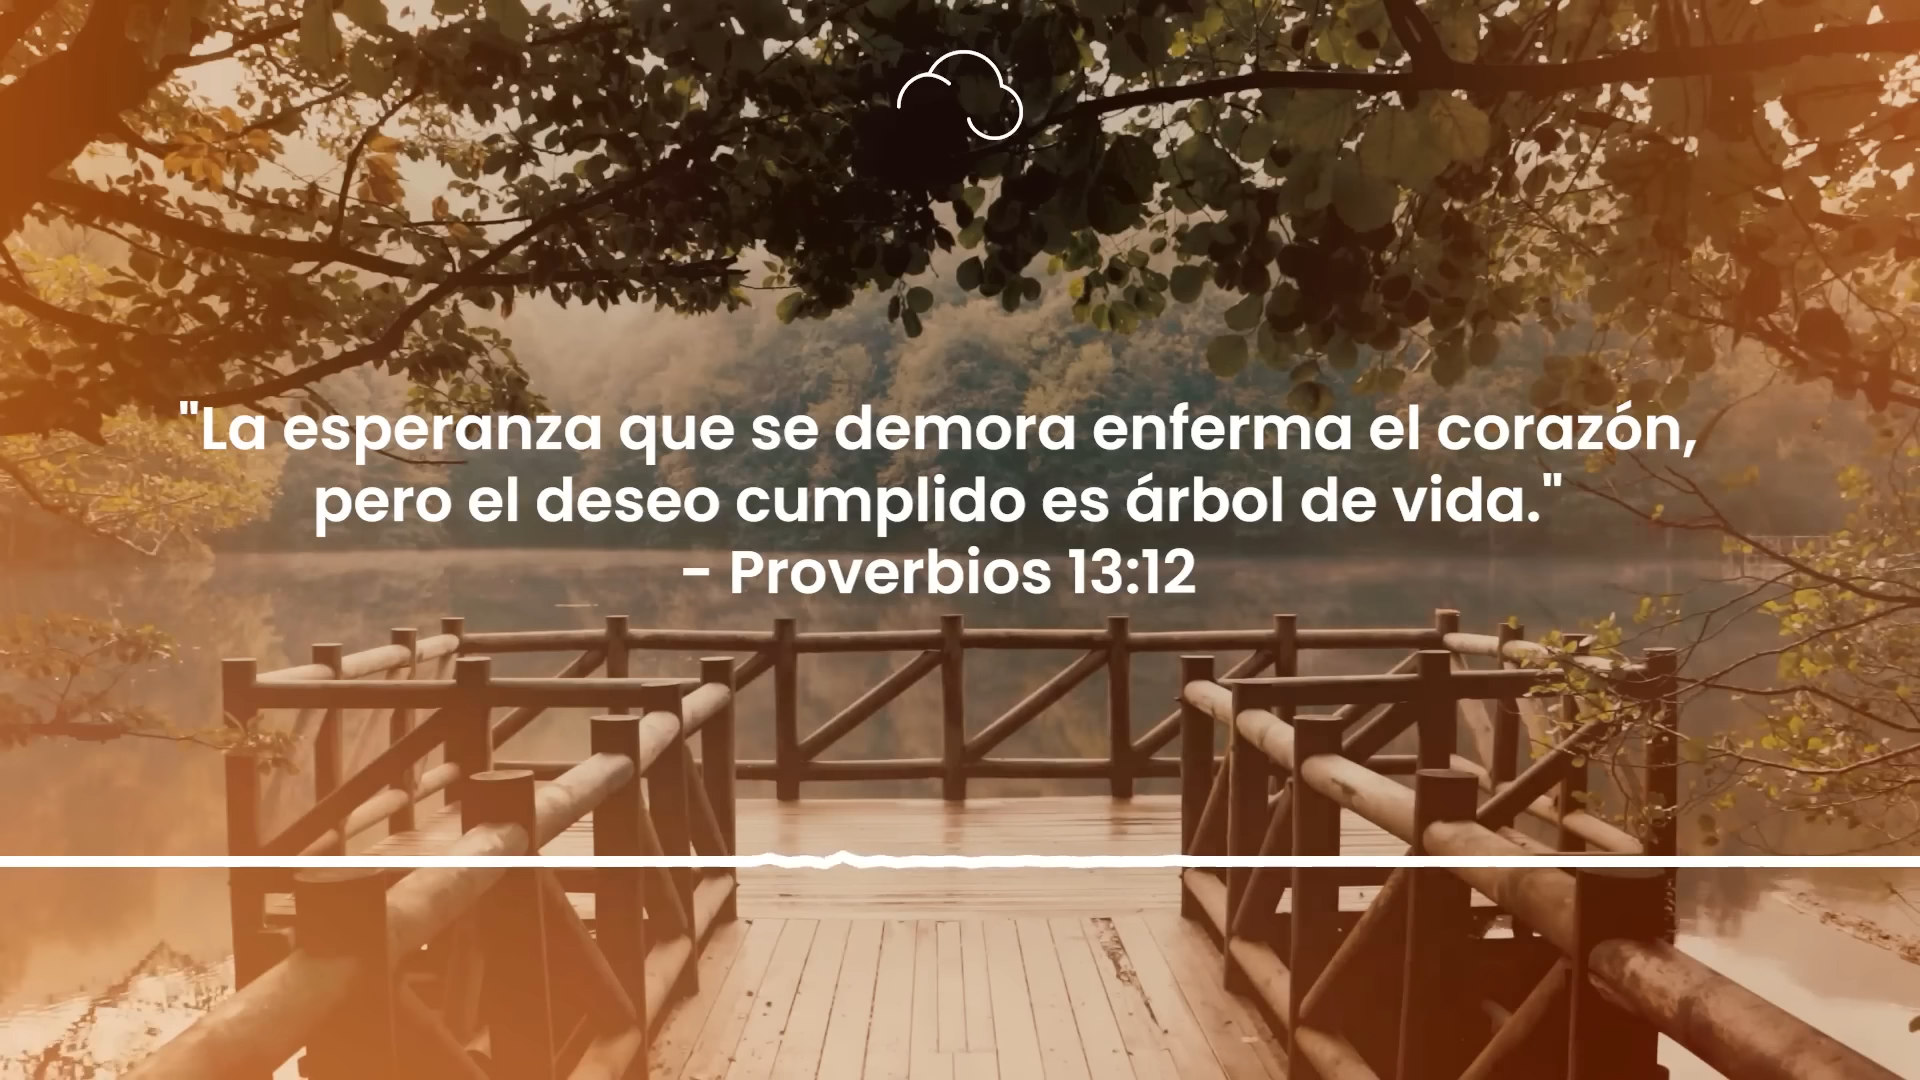 "La esperanza que se demora enferma el corazón,
pero el deseo cumplido es árbol de vida."
- Proverbios 13:12